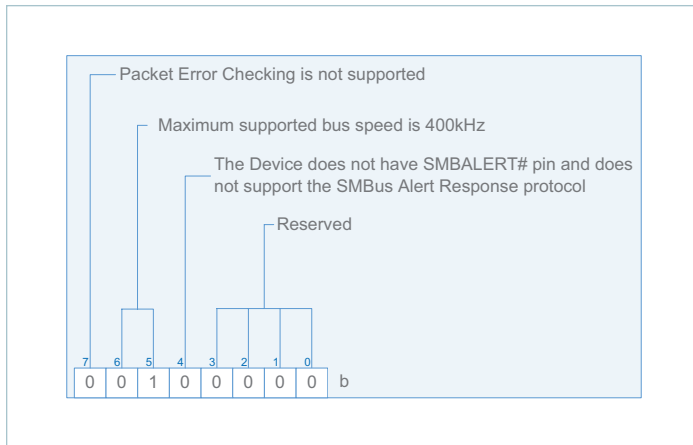 Packet Error Checking is not supported
Maximum supported bus speed is 400kHz
The Device does not have SMBALERT# pin and does
not support the SMBus Alert Response protocol
Reserved
7 6 5 4 3 2 1 0
0 0 1 0 0 0 0 0 b